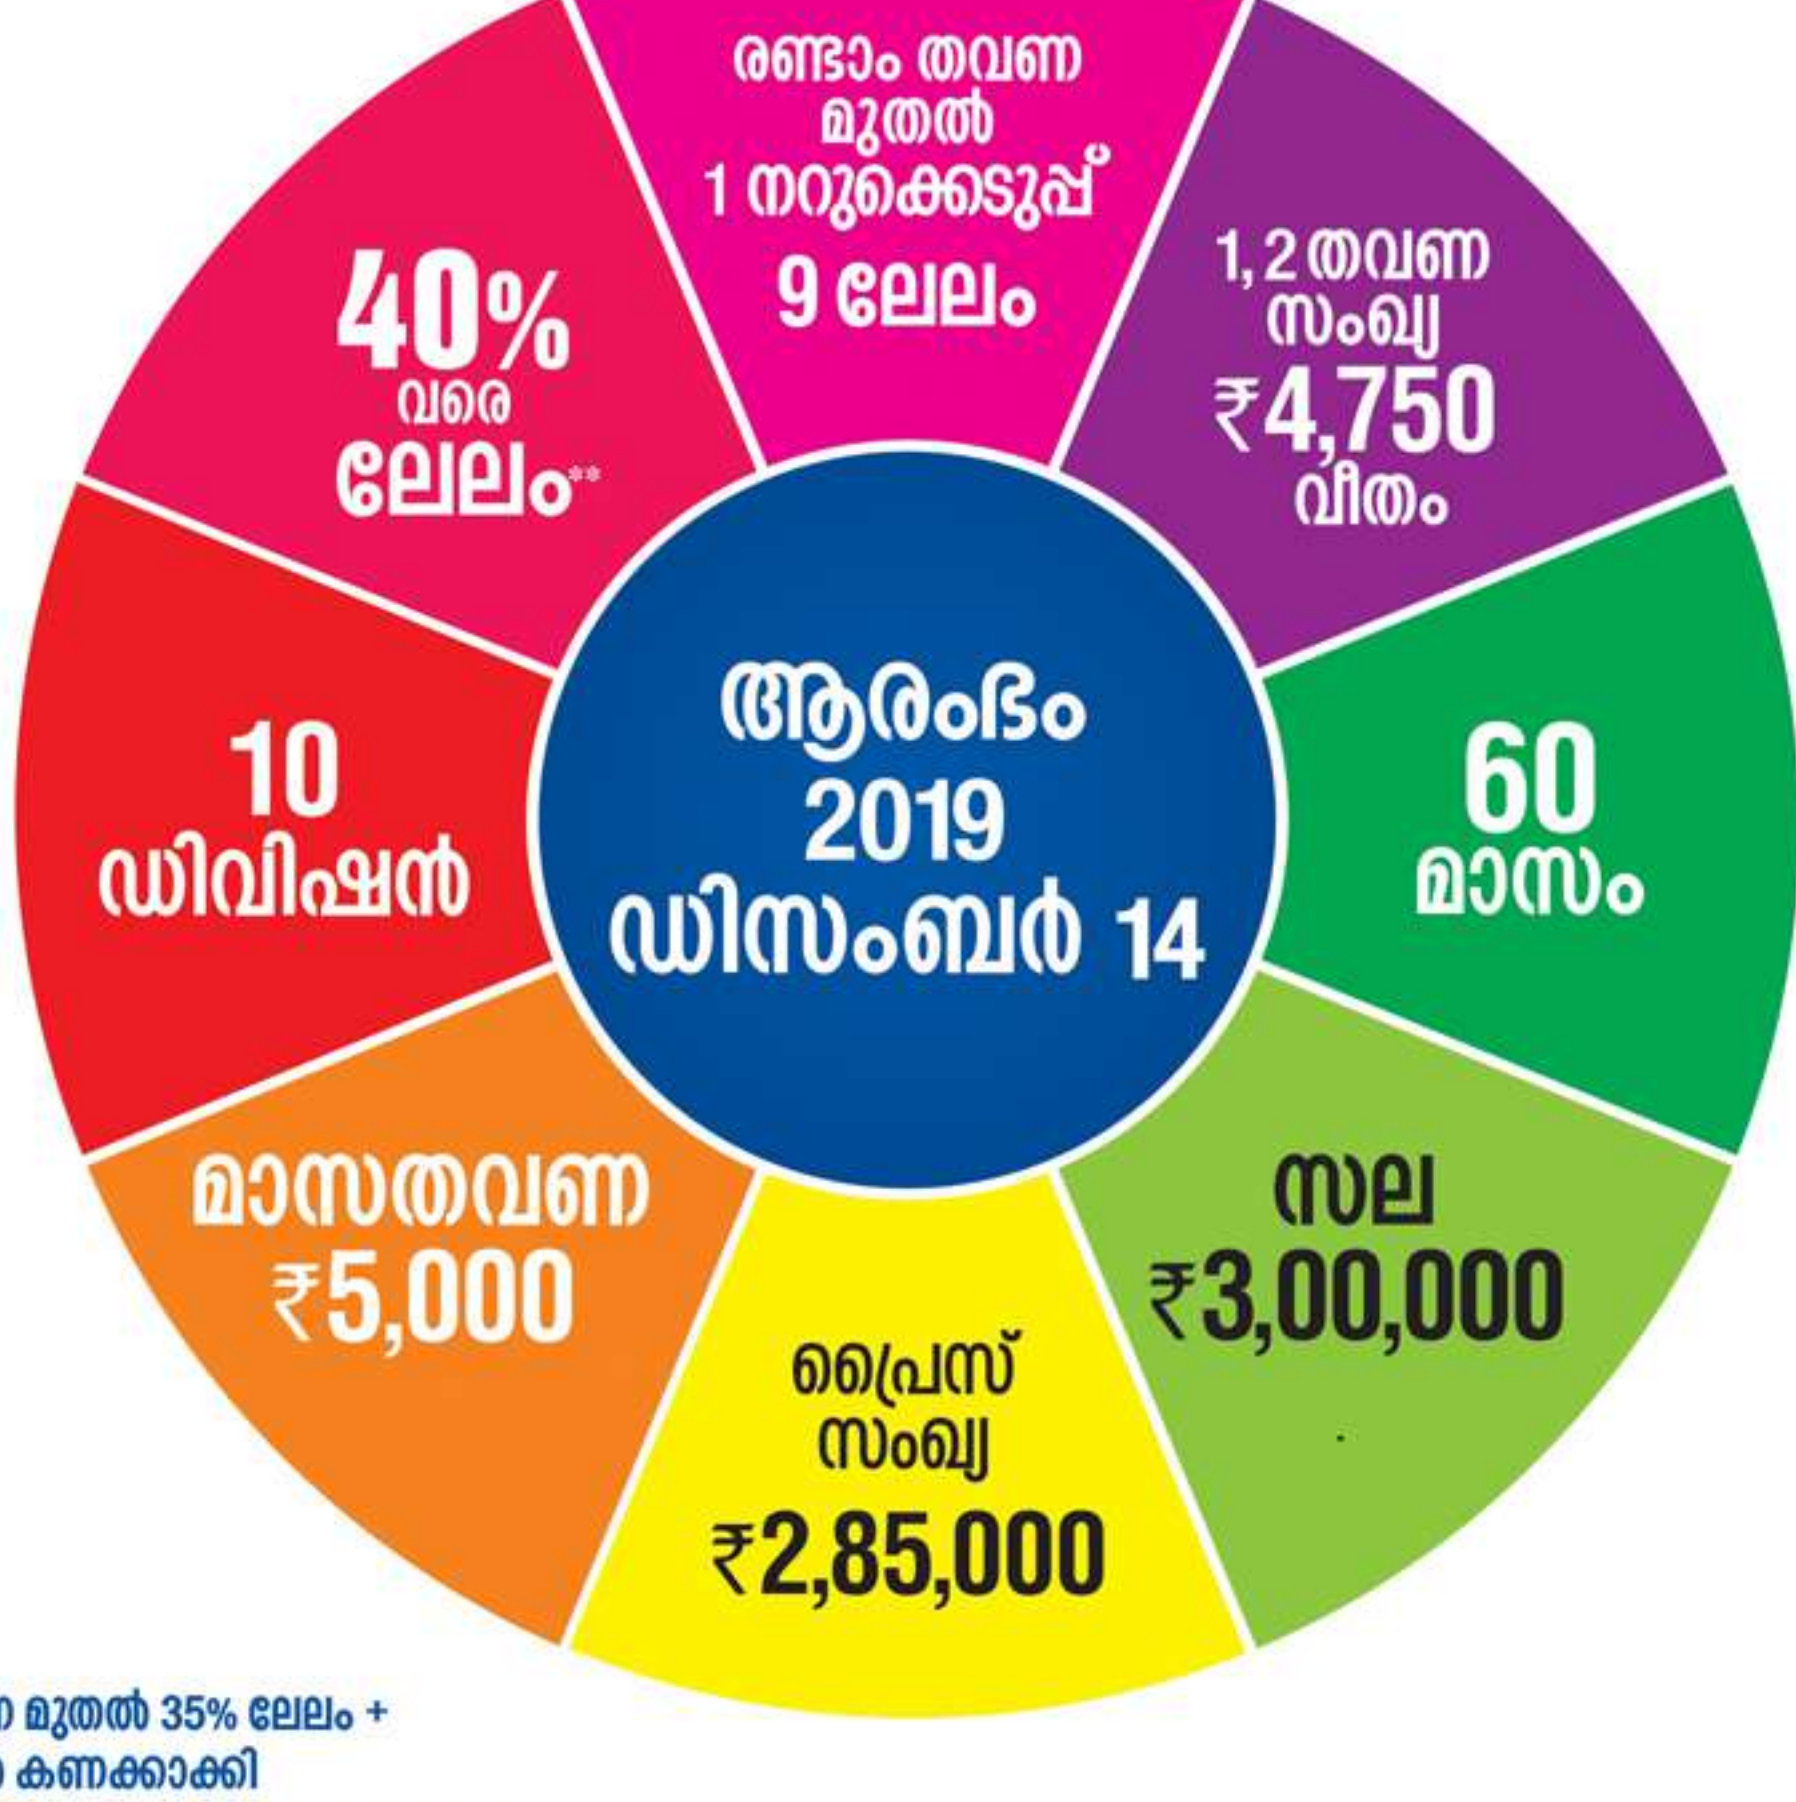 രണ്ടാം തവണ
മുതൽ
1 നറുക്കെടുപ്പ്
9 ലേലം
1, 2 തവണ
സംഖ്യ
₹4,750
വീതം
60
മാസം
സല
₹3,00,000
പ്രൈസ്
സംഖ്യ
₹2,85,000
മാസതവണ
₹5,000
10
ഡിവിഷൻ
40%
വരെ
ലേലം**
ആരംഭം
2019
ഡിസംബർ 14
മുതൽ 35% ലേലം +
കണക്കാക്കി